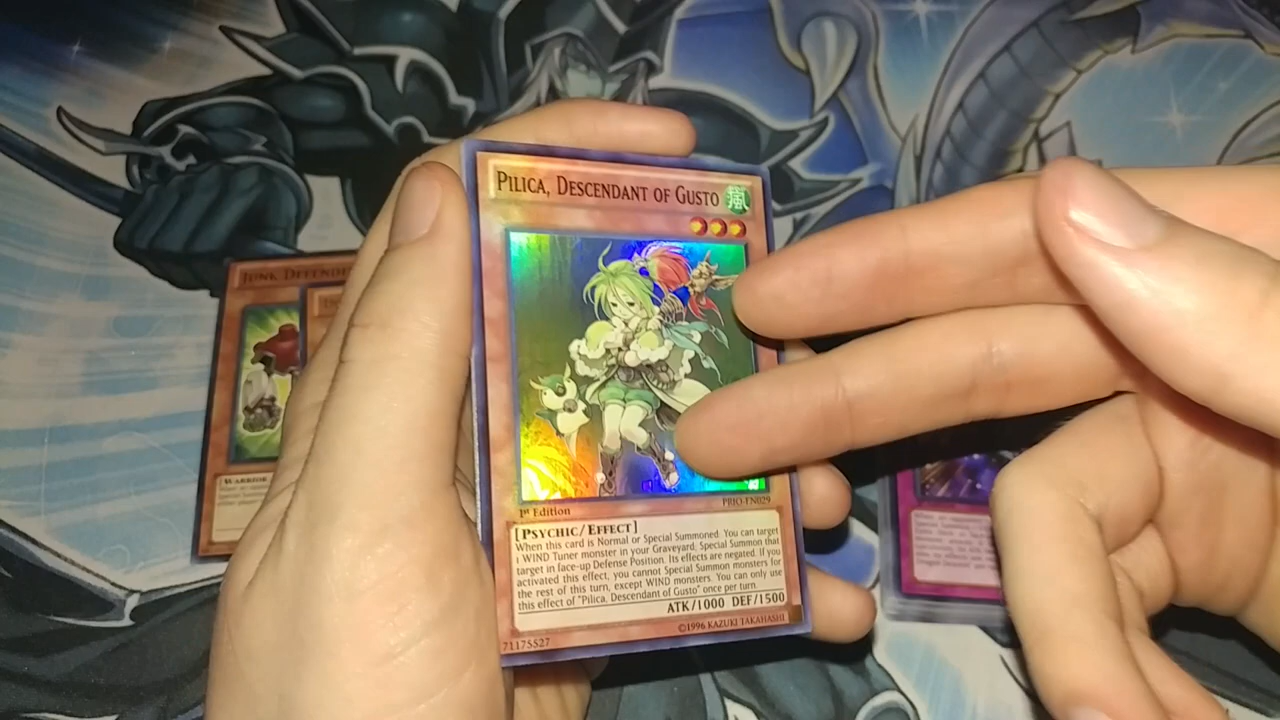 PILICA, DESCENDANT OF GUSTO
嵐
1st Edition
PRIO-EN029
[PSYCHIC/EFFECT]
When this card is Normal or Special Summoned: You can target
1 WIND Tuner monster in your Graveyard; Special Summon that
target in face-up Defense Position. Its effects are negated. If you
activated this effect, you cannot Special Summon monsters for
the rest of this turn, except WIND monsters. You can only use
this effect of "Pilica, Descendant of Gusto" once per turn.
ATK/1000 DEF/1500
71175527
©1996 KAZUKI TAKAHASHI
JUNK DEFENDE
WARRIOR